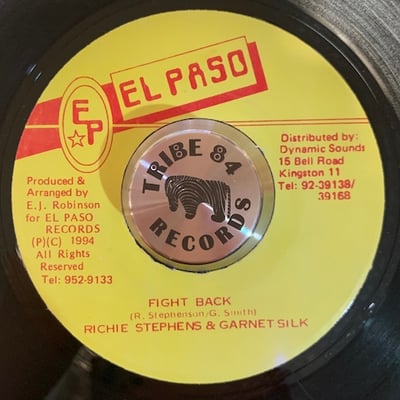 EP
EL PASO
TRIBE 84
RECORDS
Produced &
Arranged by
E.J. Robinson
for EL PASO
RECORDS
(P)(C) 1994
All Rights
Reserved
Tel: 952-9133
Distributed by:
Dynamic Sounds
15 Bell Road
Kingston 11
Tel: 92-39138/
39168
FIGHT BACK
(R. Stephenson/G. Smith)
RICHIE STEPHENS & GARNET SILK